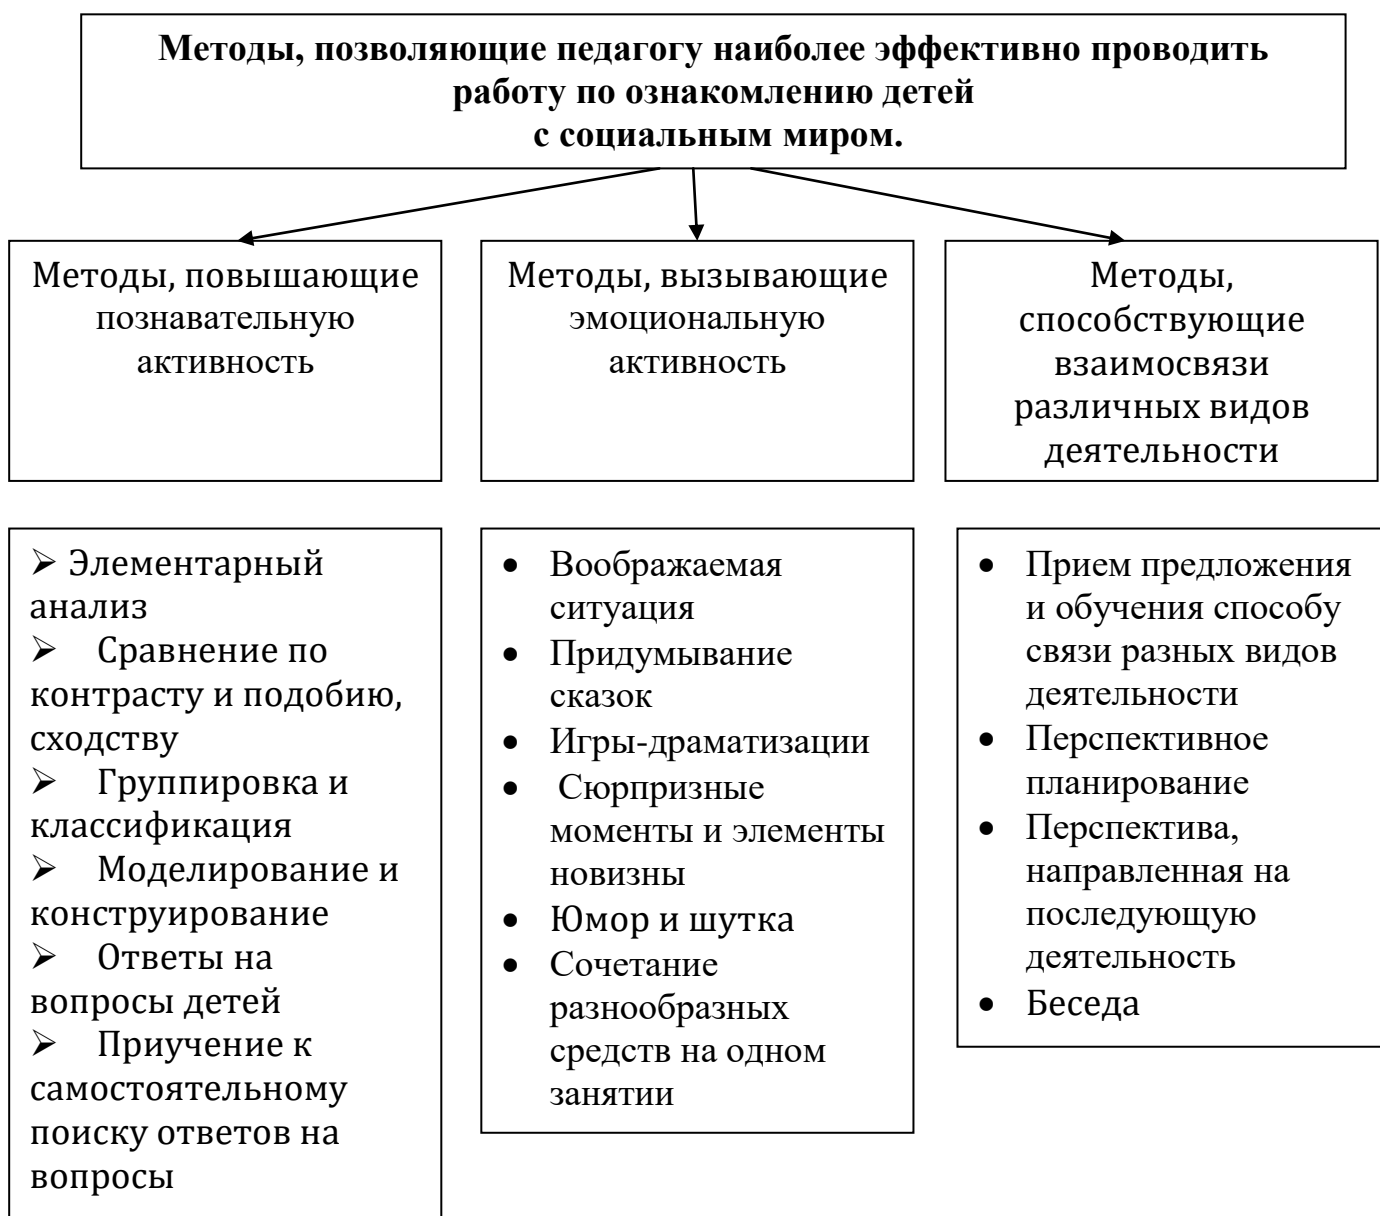 Методы, позволяющие педагогу наиболее эффективно проводить
работу по ознакомлению детей
с социальным миром.
Методы, повышающие
познавательную
активность
Методы, вызывающие
эмоциональную
активность
Методы,
способствующие
взаимосвязи
различных видов
деятельности
➢ Элементарный
анализ
➢ Сравнение по
контрасту и подобию,
сходству
➢ Группировка и
классификация
➢ Моделирование и
конструирование
➢ Ответы на
вопросы детей
➢ Приучение к
самостоятельному
поиску ответов на
вопросы
• Воображаемая
ситуация
• Придумывание
сказок
• Игры-драматизации
• Сюрпризные
моменты и элементы
новизны
• Юмор и шутка
• Сочетание
разнообразных
средств на одном
занятии
• Прием предложения
и обучения способу
связи разных видов
деятельности
• Перспективное
планирование
• Перспектива,
направленная на
последующую
деятельность
• Беседа